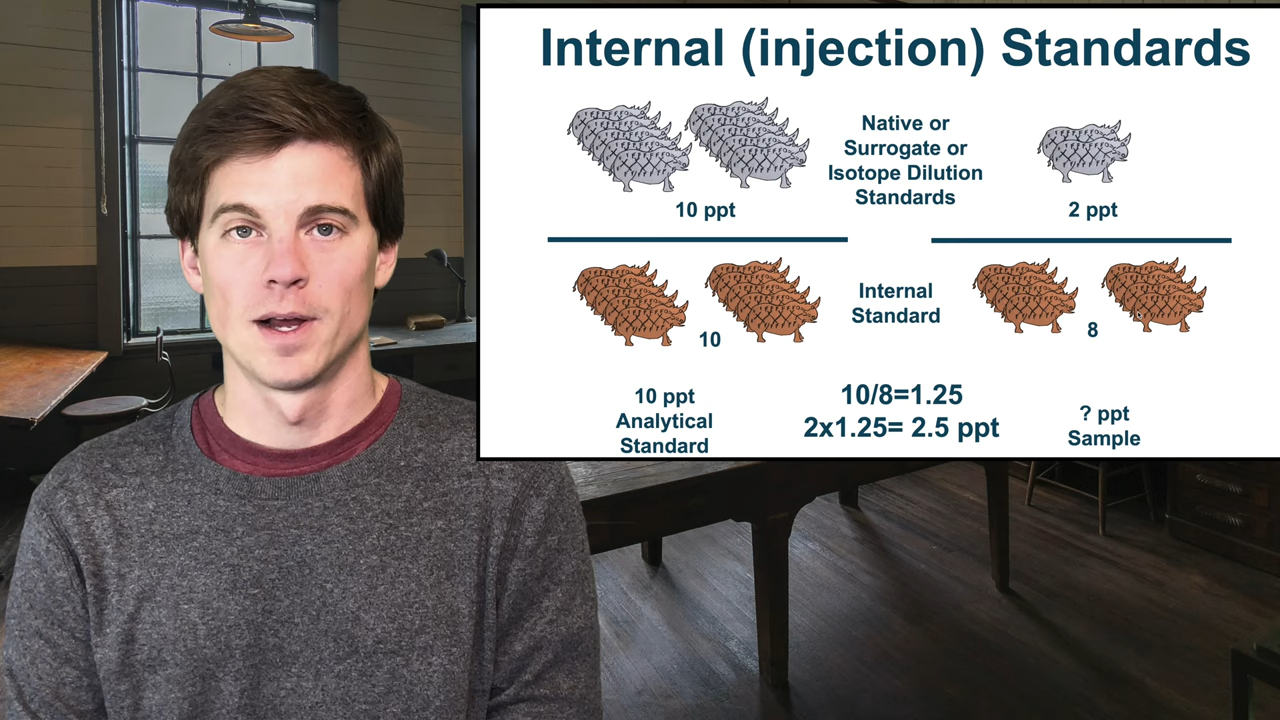 Internal (injection) Standards
Native or
Surrogate or
Isotope Dilution
Standards
10 ppt
2 ppt
Internal
Standard
10
8
10 ppt
Analytical
Standard
10/8=1.25
2x1.25= 2.5 ppt
? ppt
Sample